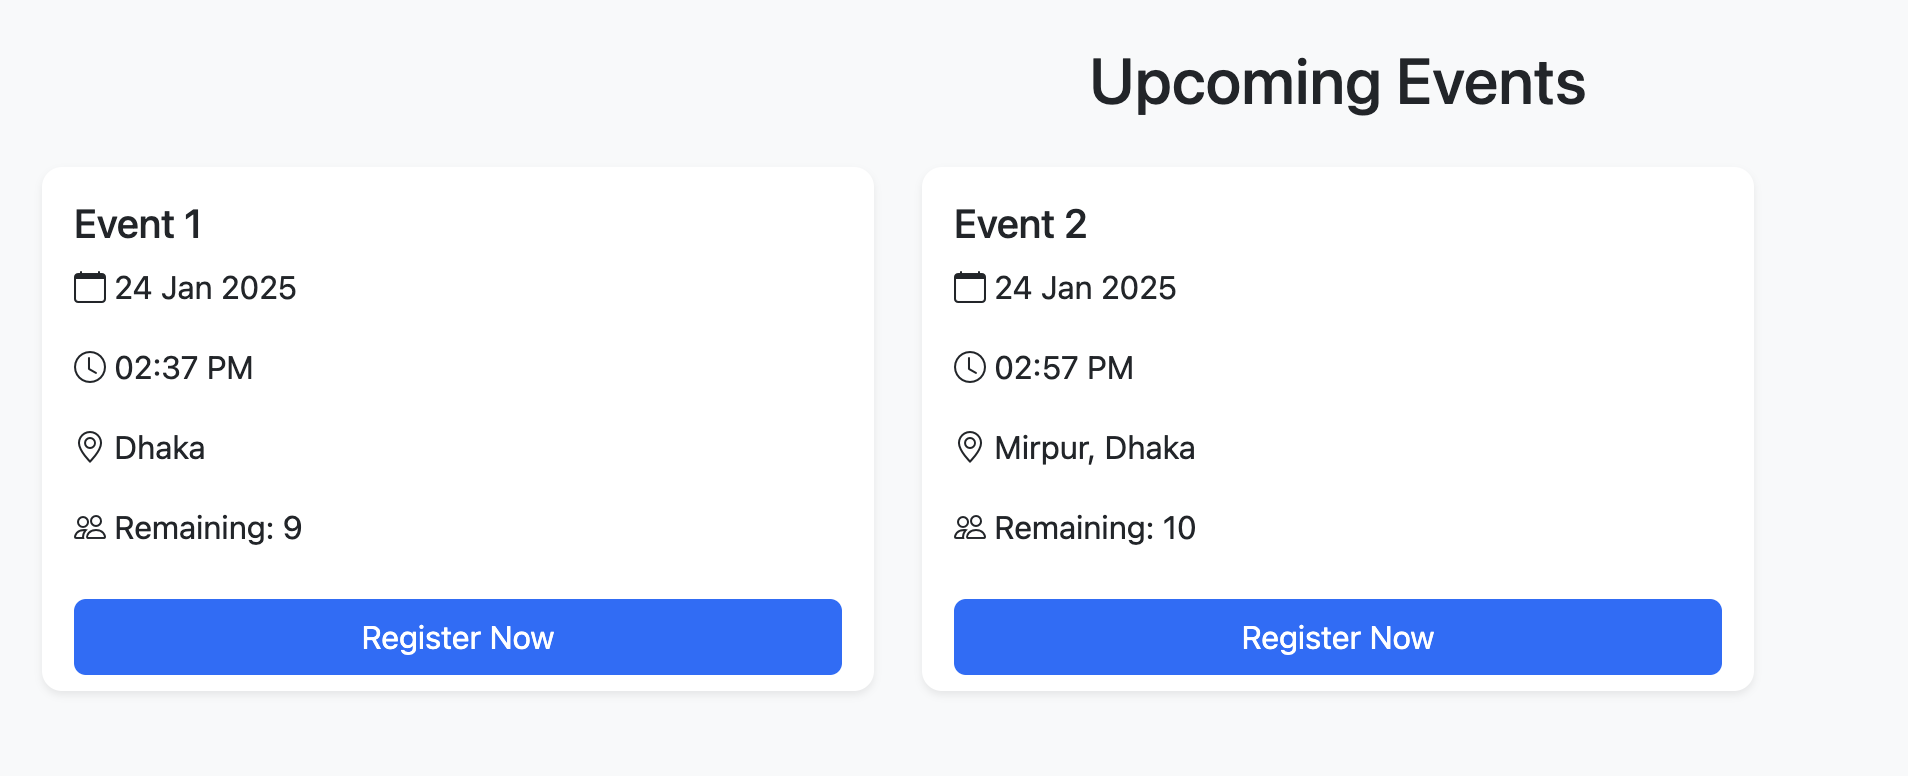 Upcoming Events
Event 1
24 Jan 2025
02:37 PM
Dhaka
Remaining: 9
Register Now
Event 2
24 Jan 2025
02:57 PM
Mirpur, Dhaka
Remaining: 10
Register Now